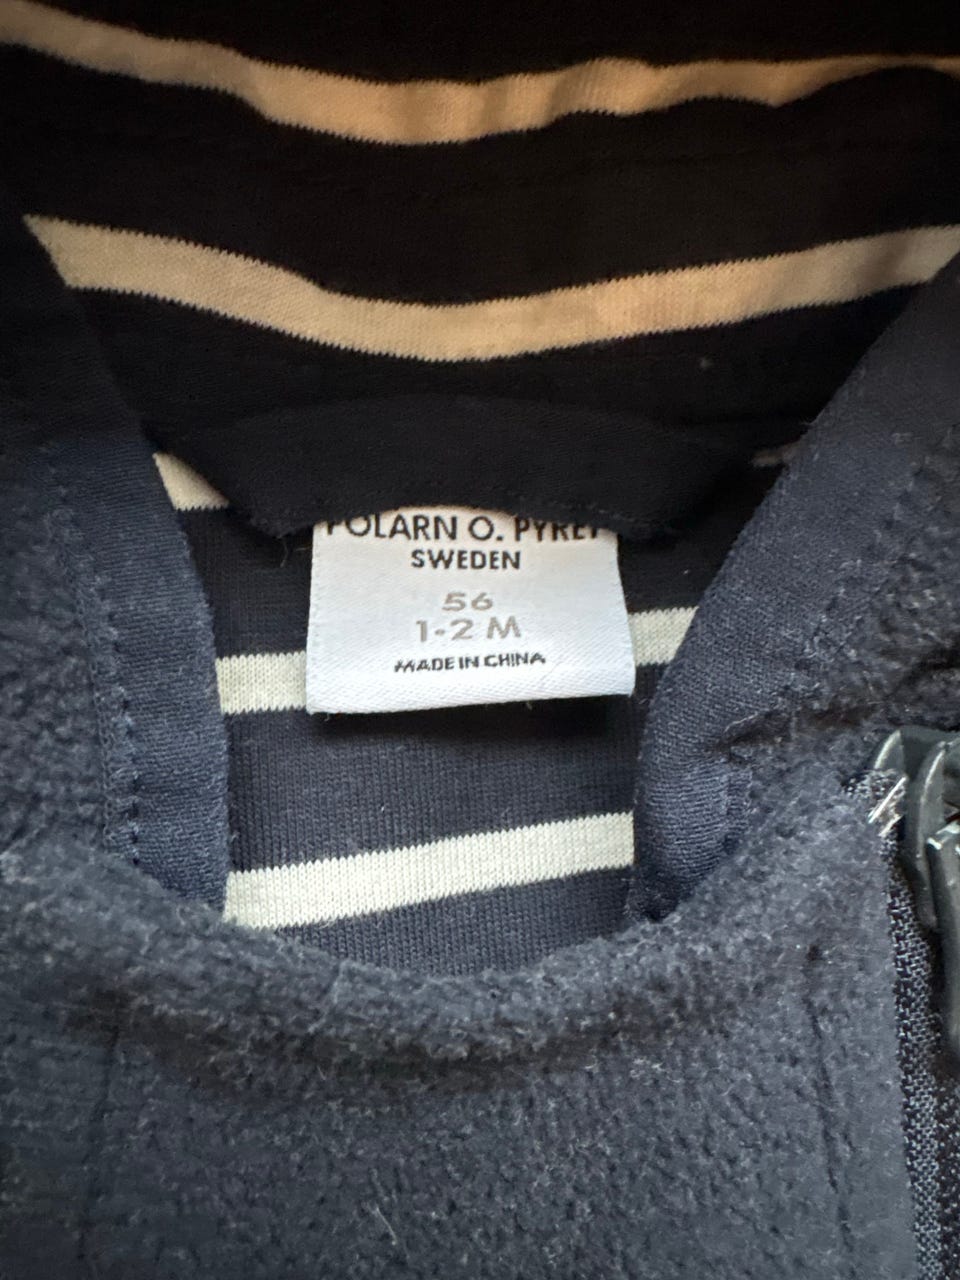 POLARN O. PYRET
SWEDEN
56
1-2 M
MADE IN CHINA